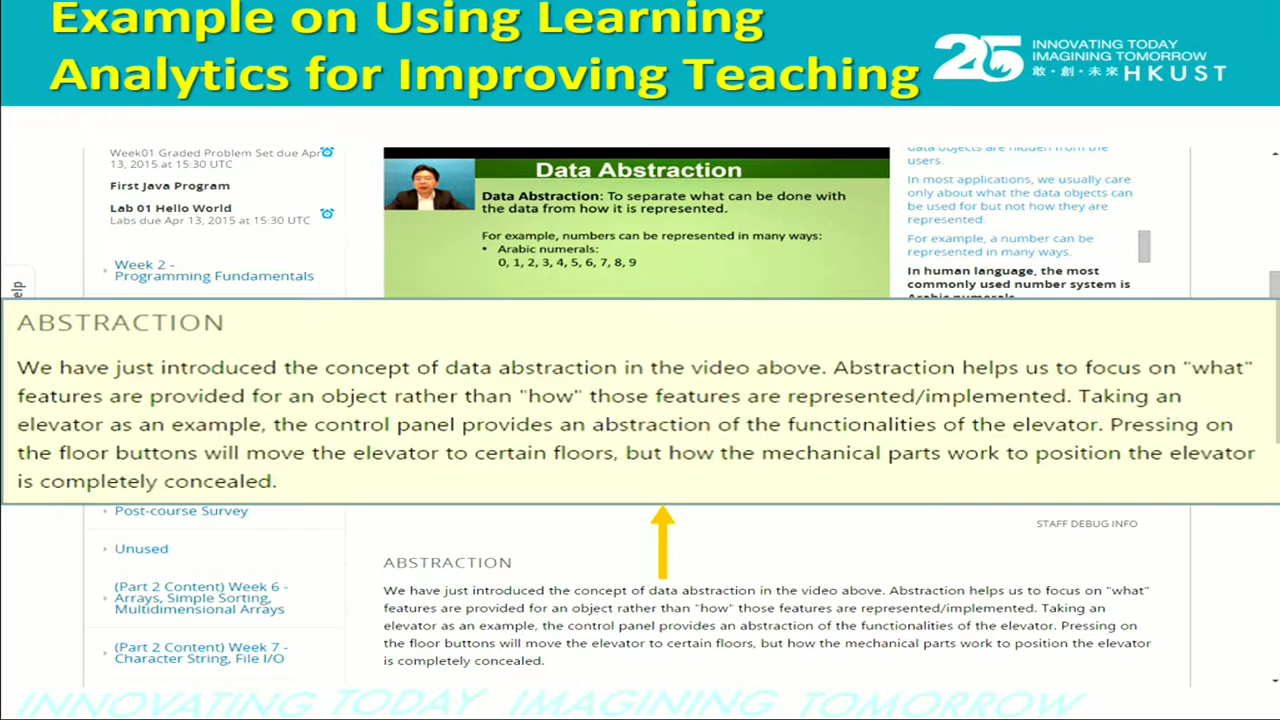 Example on Using Learning
Analytics for Improving Teaching
25
INNOVATING TODAY
IMAGINING TOMORROW
敢·創·未來 HKUST
Week01 Graded Problem Set due Apr
13, 2015 at 15:30 UTC
First Java Program
Lab 01 Hello World
Labs due Apr 13, 2015 at 15:30 UTC
Week 2 -
Programming Fundamentals
elp
Data Abstraction
Data Abstraction: To separate what can be done with
the data from how it is represented.
For example, numbers can be represented in many ways:
• Arabic numerals:
0, 1, 2, 3, 4, 5, 6, 7, 8, 9
data objects are hidden from the
users.
In most applications, we usually care
only about what the data objects can
be used for but not how they are
represented.
For example, a number can be
represented in many ways.
In human language, the most
commonly used number system is
Arabic numerals
ABSTRACTION
We have just introduced the concept of data abstraction in the video above. Abstraction helps us to focus on "what"
features are provided for an object rather than "how" those features are represented/implemented. Taking an
elevator as an example, the control panel provides an abstraction of the functionalities of the elevator. Pressing on
the floor buttons will move the elevator to certain floors, but how the mechanical parts work to position the elevator
is completely concealed.
Post-course Survey
Unused
(Part 2 Content) Week 6 -
Arrays, Simple Sorting,
Multidimensional Arrays
(Part 2 Content) Week 7 -
Character String, File I/O
STAFF DEBUG INFO
ABSTRACTION
We have just introduced the concept of data abstraction in the video above. Abstraction helps us to focus on "what"
features are provided for an object rather than "how" those features are represented/implemented. Taking an
elevator as an example, the control panel provides an abstraction of the functionalities of the elevator. Pressing on
the floor buttons will move the elevator to certain floors, but how the mechanical parts work to position the elevator
is completely concealed.
INNOVATING TODAY IMAGINING TOMORROW